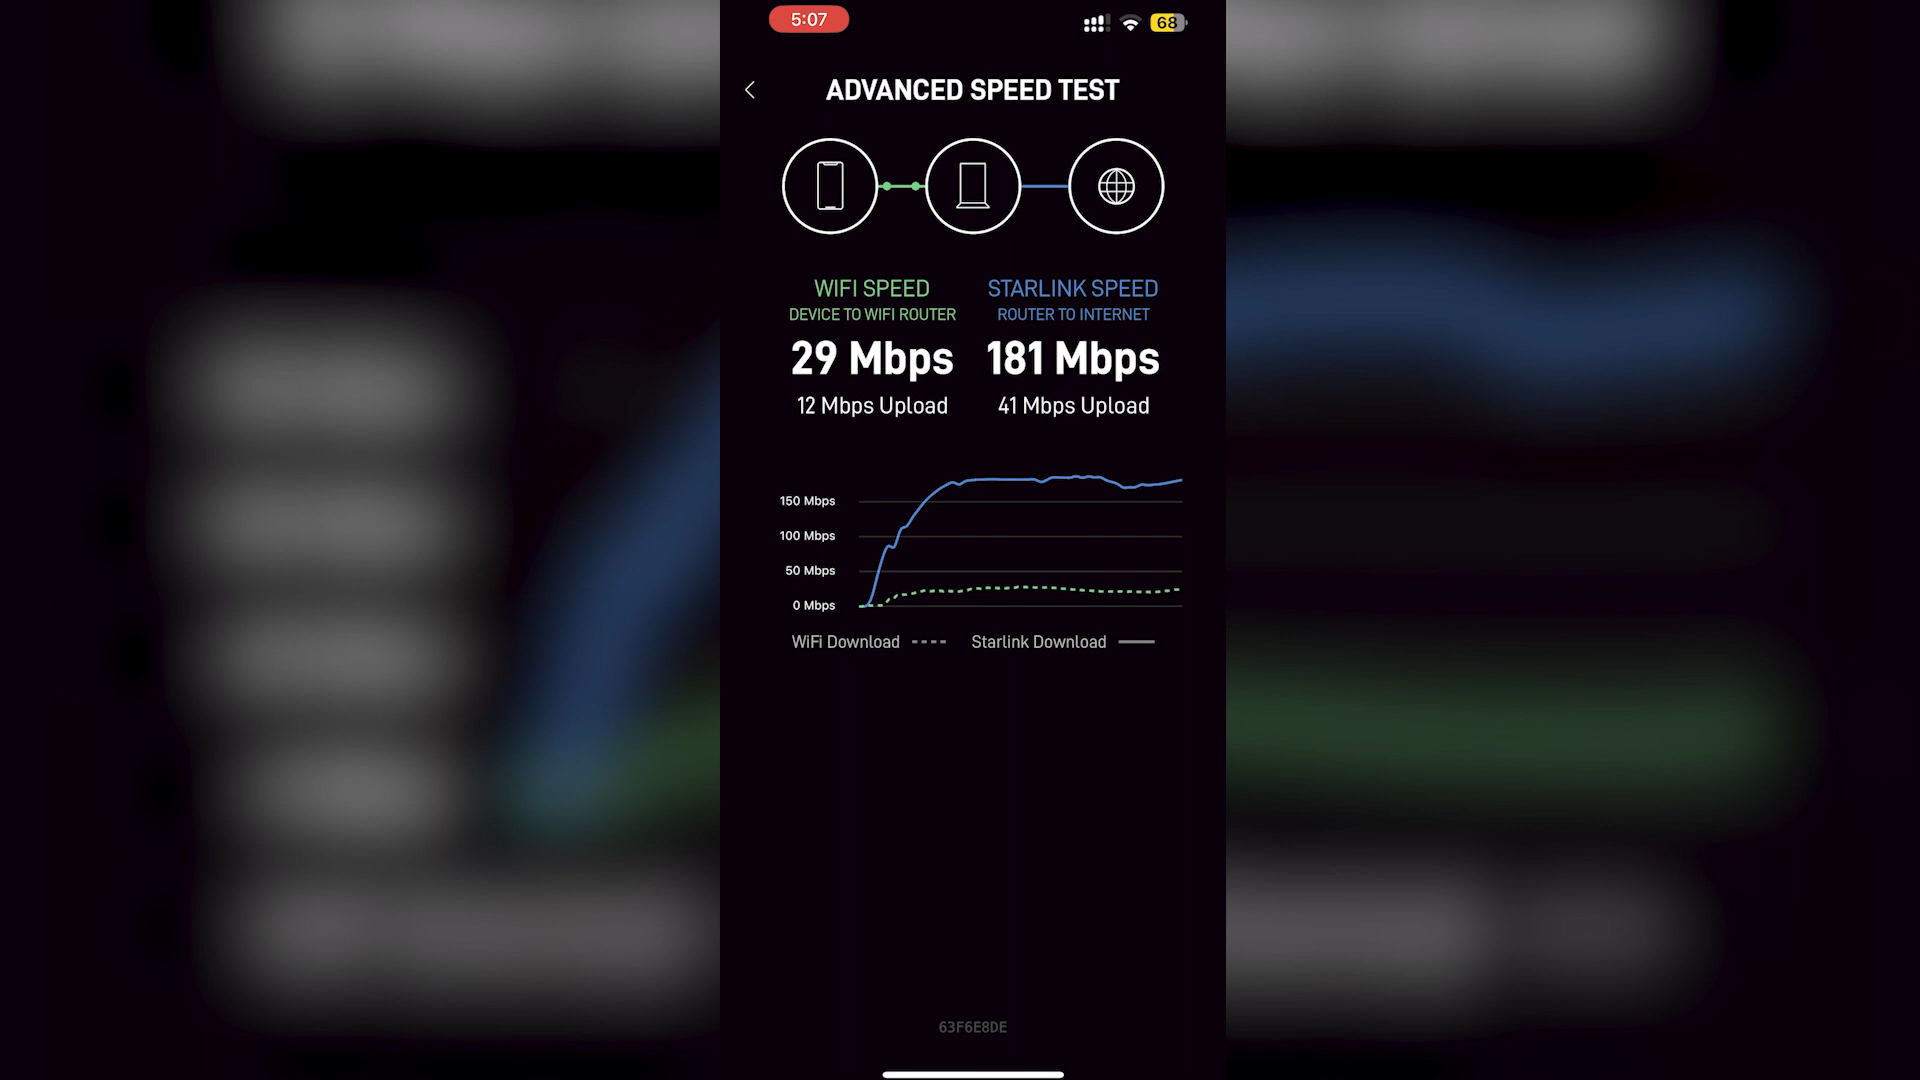 5:07
68
ADVANCED SPEED TEST
WIFI SPEED
DEVICE TO WIFI ROUTER
29 Mbps
12 Mbps Upload
STARLINK SPEED
ROUTER TO INTERNET
181 Mbps
41 Mbps Upload
150 Mbps
100 Mbps
50 Mbps
0 Mbps
WiFi Download
Starlink Download
63F6E8DE